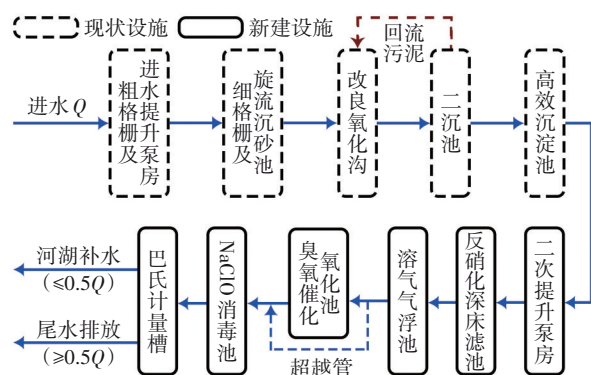 现状设施
新建设施
回流
污泥
进水Q
粗格栅及
进水提升泵房
细格栅及
旋流沉砂池
改良氧化沟
二沉池
高效沉淀池
河湖补水
(≤0.5Q)
尾水排放
(≥0.5Q)
巴氏计量槽
NaClO消毒池
臭氧催化
氧化池
超越管
溶气气浮池
反硝化深床滤池
二次提升泵房